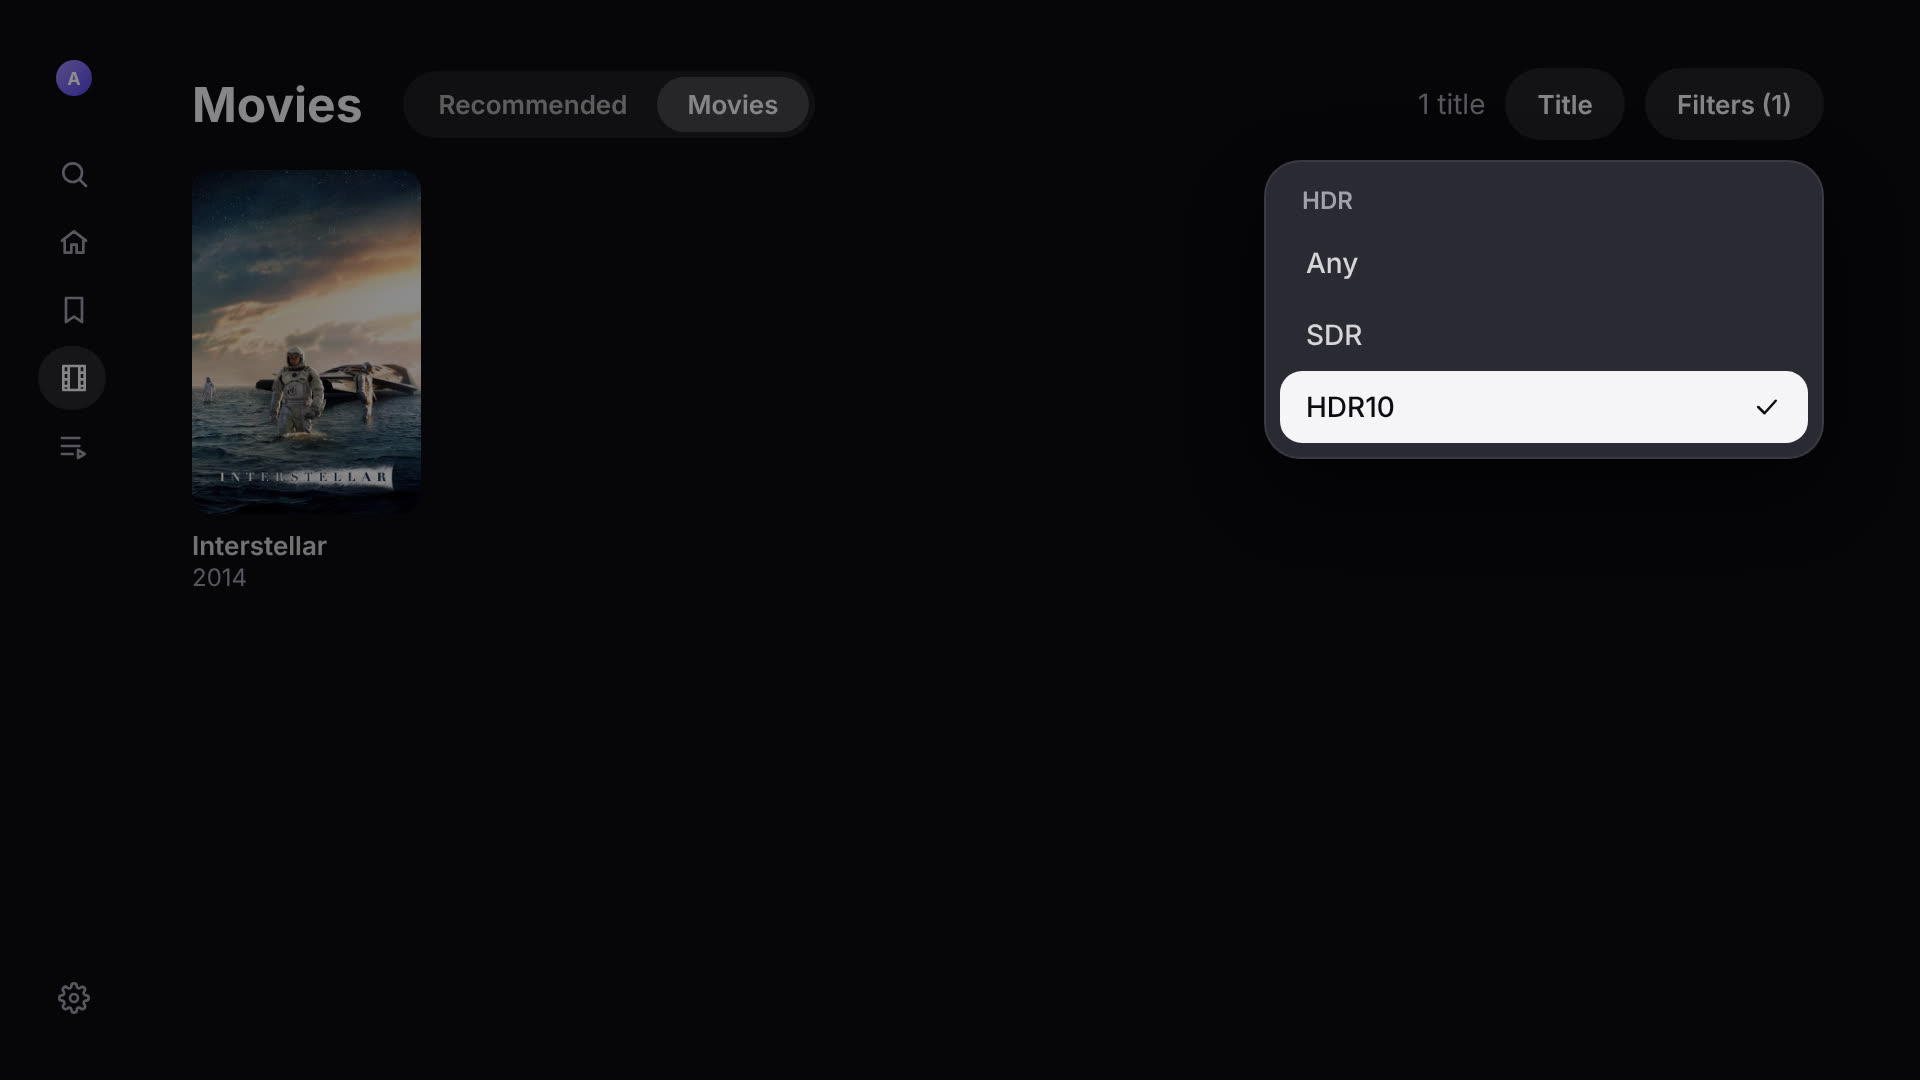 A
Movies
Recommended
Movies
1 title
Title
Filters (1)
HDR
Any
SDR
HDR10
INTERSTELLAR
Interstellar
2014